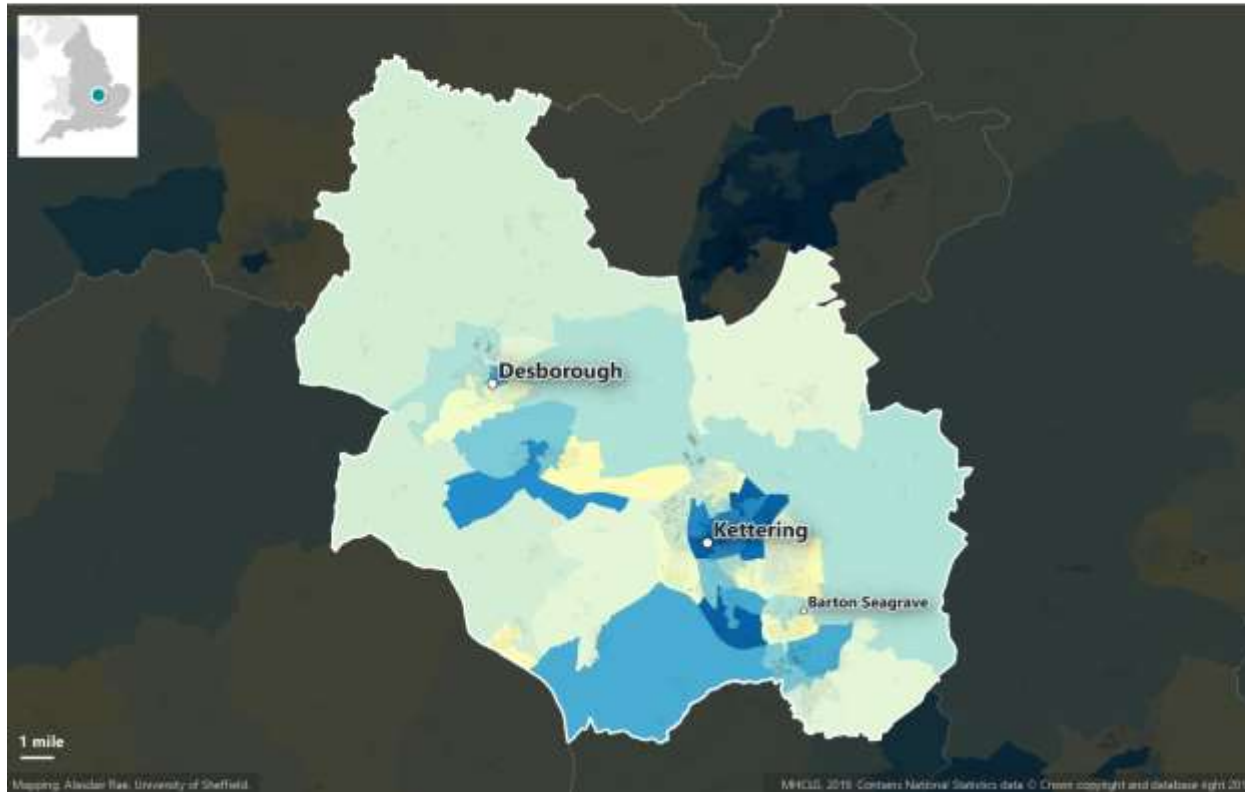 Desborough
Kettering
Barton Seagrave
1 mile
Mapping: Alasdair Rae, University of Sheffield.
MHCLG, 2019. Contains National Statistics data © Crown copyright and database right